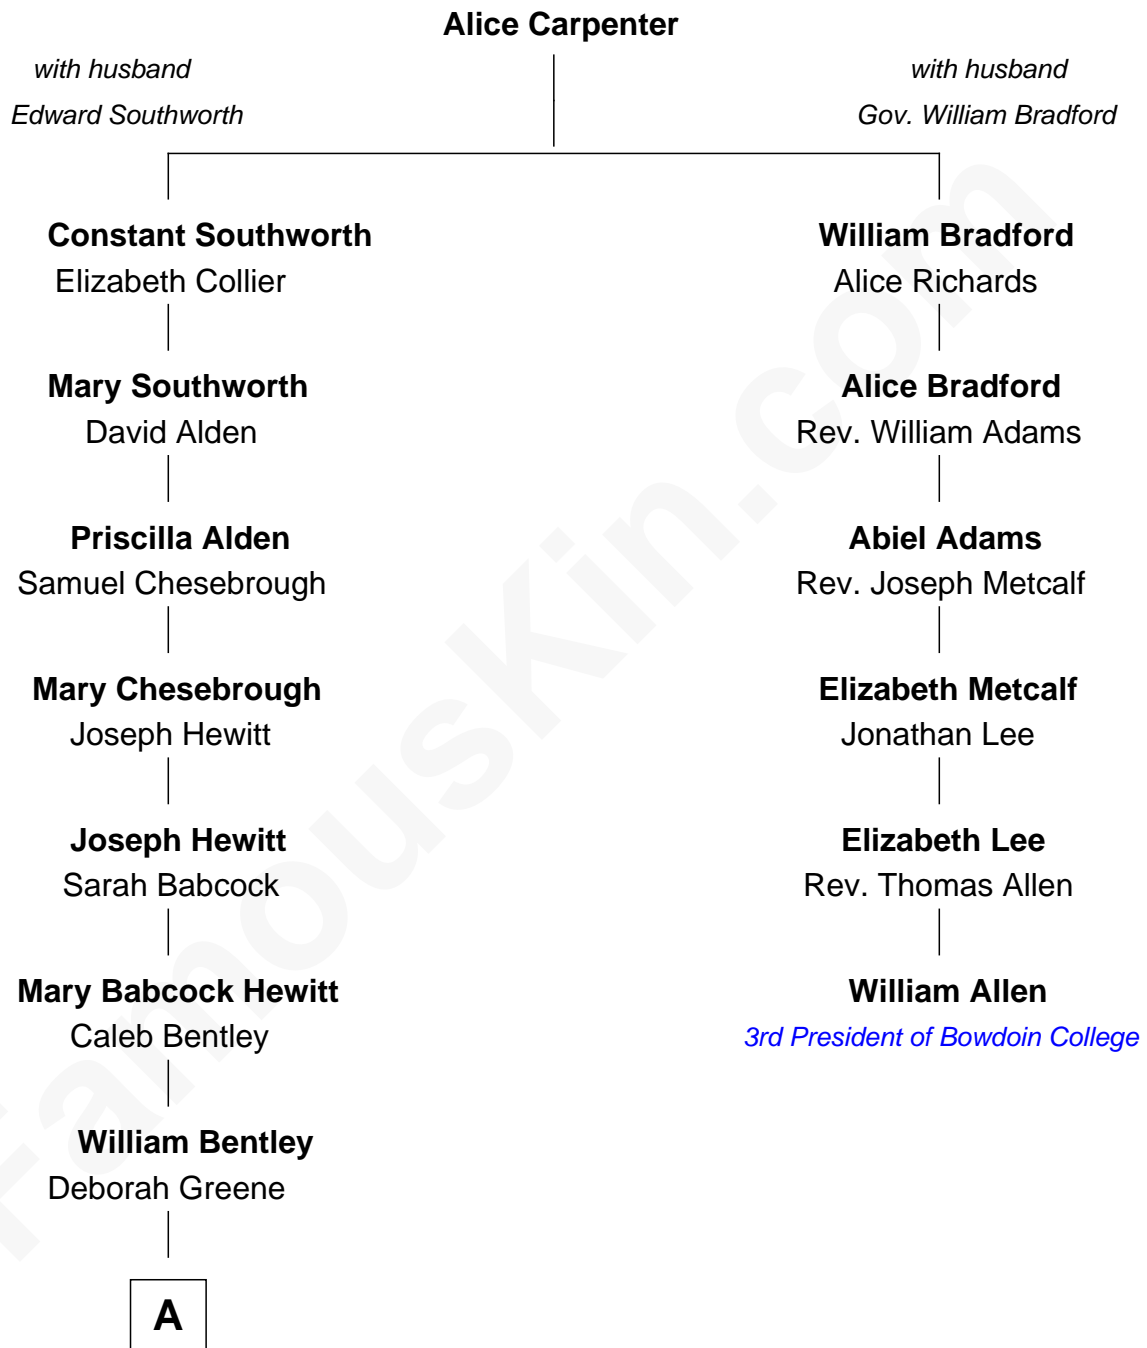 Alice Carpenter
with husband
Edward Southworth
with husband
Gov. William Bradford
Constant Southworth
Elizabeth Collier
William Bradford
Alice Richards
Mary Southworth
David Alden
Alice Bradford
Rev. William Adams
Priscilla Alden
Samuel Chesebrough
Abiel Adams
Rev. Joseph Metcalf
Mary Chesebrough
Joseph Hewitt
Elizabeth Metcalf
Jonathan Lee
Joseph Hewitt
Sarah Babcock
Elizabeth Lee
Rev. Thomas Allen
Mary Babcock Hewitt
Caleb Bentley
William Allen
3rd President of Bowdoin College
William Bentley
Deborah Greene
A
FamousKin.com